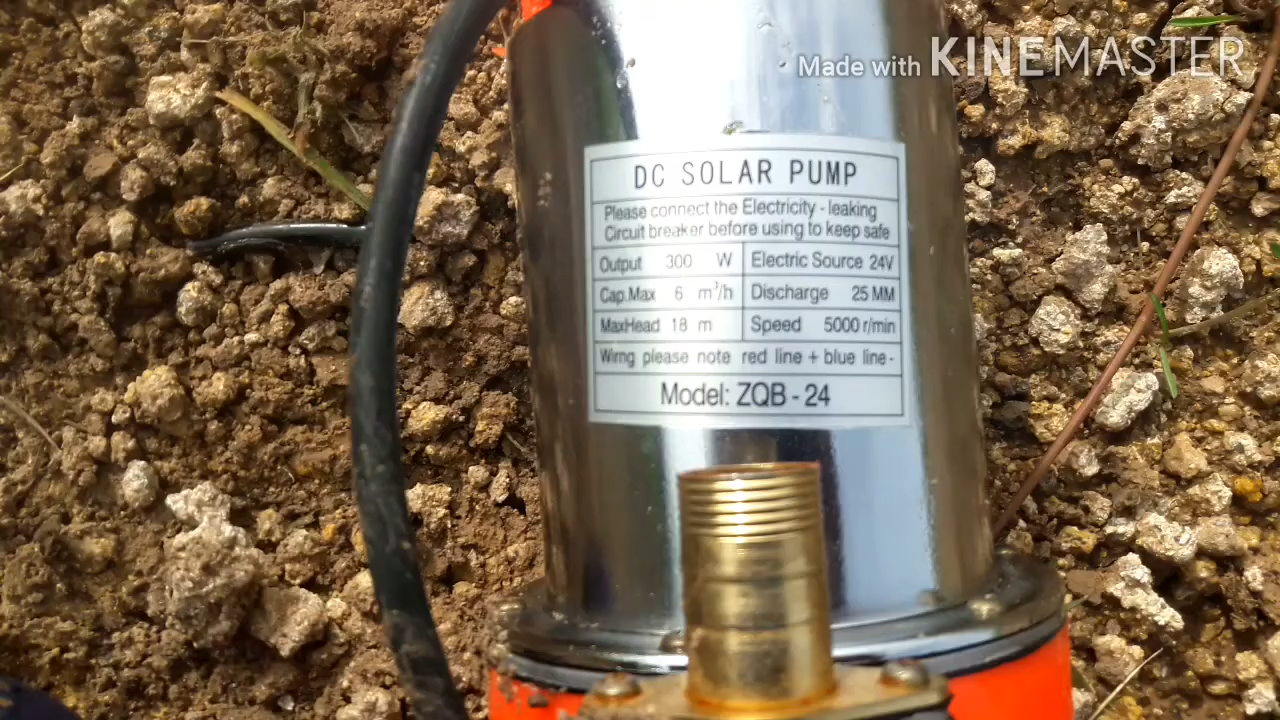 Made with KINEMASTER
DC SOLAR PUMP
Please connect the Electricity - leaking
Circuit breaker before using to keep safe
Output 300 W Electric Source 24V
Cap.Max 6 m³/h Discharge 25 MM
MaxHead 18 m Speed 5000 r/min
Wirng please note red line + blue line -
Model: ZQB - 24